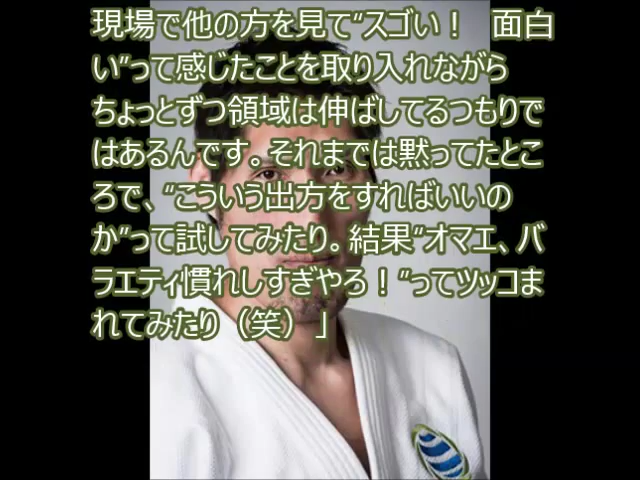 現場で他の方を見て“スゴい！　面白
い”って感じたことを取り入れながら
ちょっとずつ領域は伸ばしてるつもりで
はあるんです。それまでは黙ってたとこ
ろで、“こういう出方をすればいいの
か”って試してみたり。結果“オマエ、バ
ラエティ慣れしすぎやろ！”ってツッコま
れてみたり（笑）」